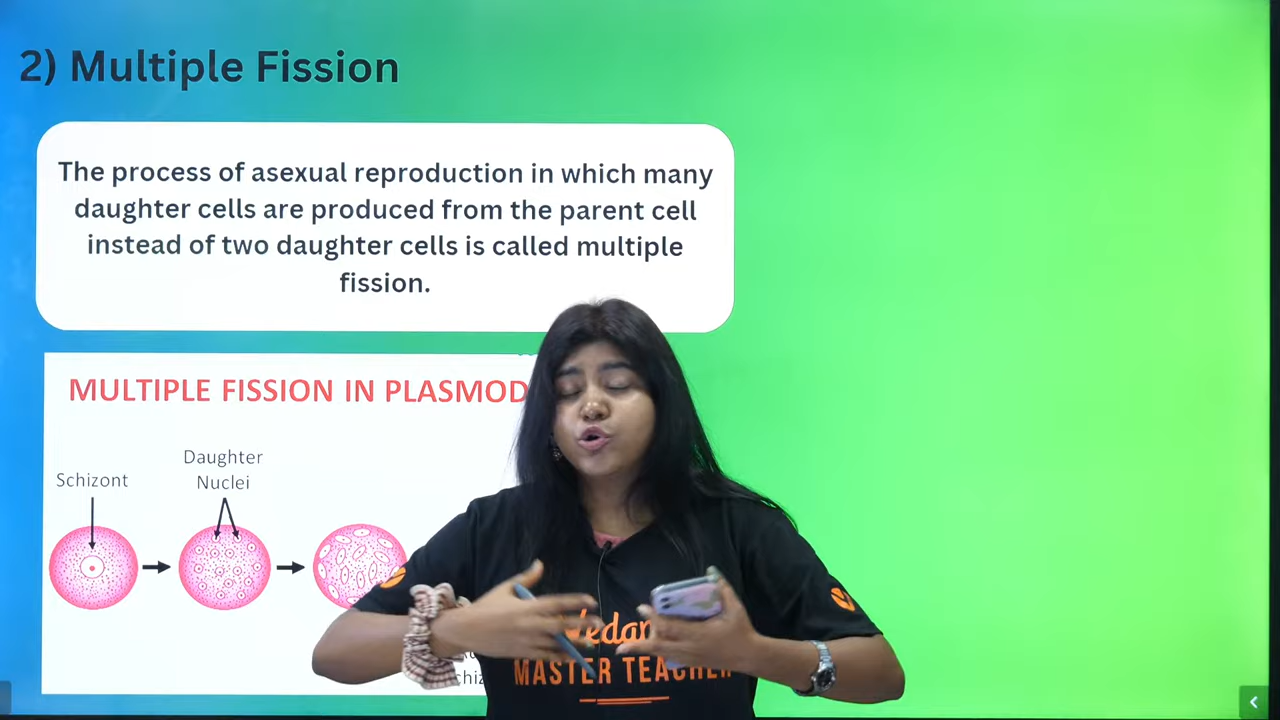 2) Multiple Fission
The process of asexual reproduction in which many
daughter cells are produced from the parent cell
instead of two daughter cells is called multiple
fission.
MULTIPLE FISSION IN PLASMOD
Daughter
Nuclei
Schizont
MASTER TEACHER